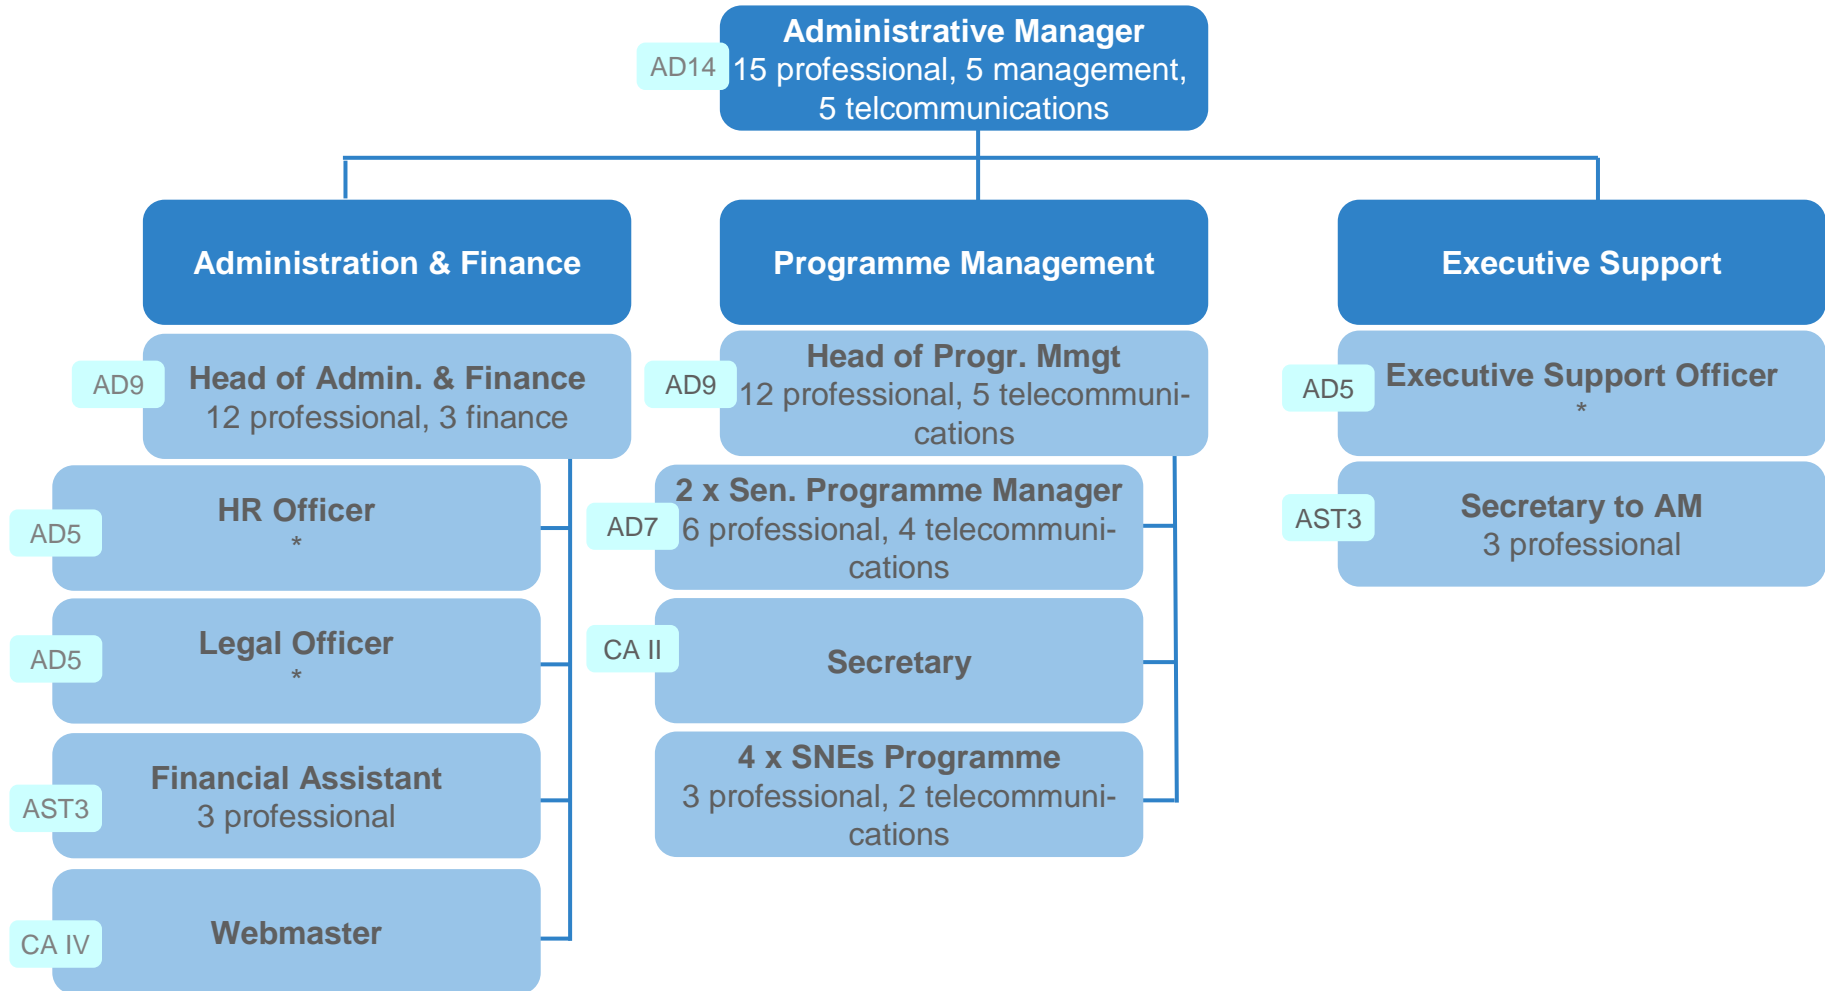 Administrative Manager
AD14
15 professional, 5 management,
5 telcommunications
Administration & Finance
Programme Management
Executive Support
AD9
Head of Admin. & Finance
12 professional, 3 finance
AD5
HR Officer
*
AD5
Legal Officer
*
AST3
Financial Assistant
3 professional
CA IV
Webmaster
AD9
Head of Progr. Mmgt
12 professional, 5 telecommuni-
cations
AD7
2 x Sen. Programme Manager
6 professional, 4 telecommuni-
cations
CA II
Secretary
4 x SNEs Programme
3 professional, 2 telecommuni-
cations
AD5
Executive Support Officer
*
AST3
Secretary to AM
3 professional